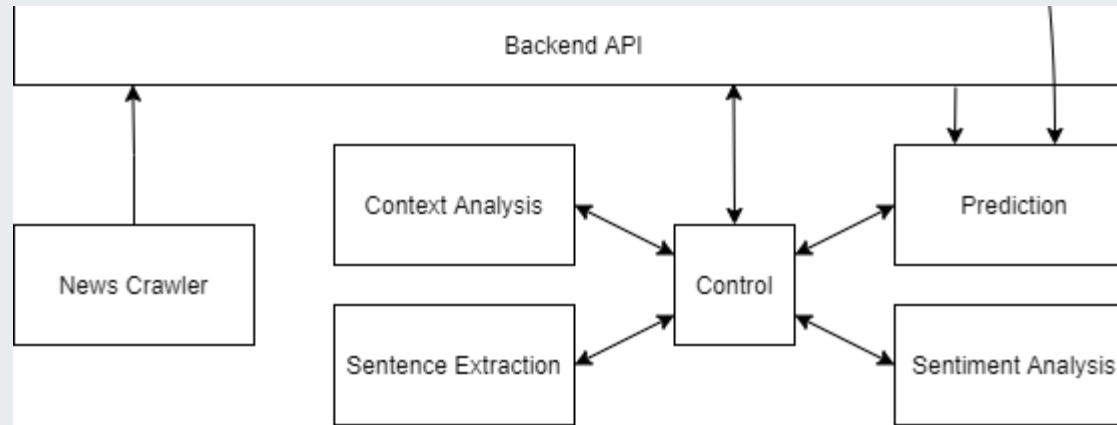 Backend API
Context Analysis
Prediction
News Crawler
Control
Sentence Extraction
Sentiment Analysis